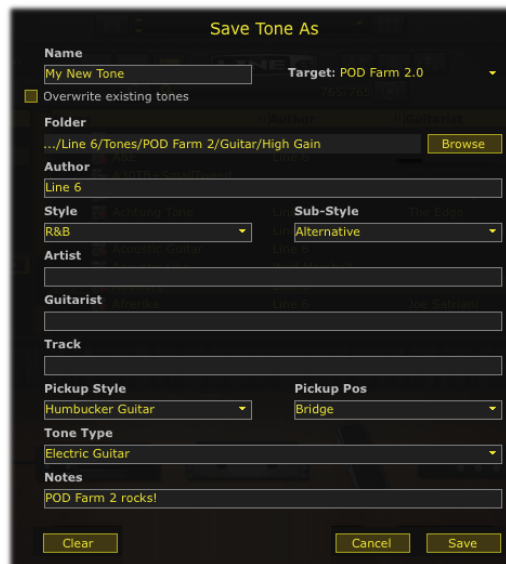 Save Tone As
Name
My New Tone
Target: POD Farm 2.0
Overwrite existing tones
Folder
.../Line 6/Tones/POD Farm 2/Guitar/High Gain
Browse
Author
Line 6
Style
Sub-Style
R&B
Alternative
Artist
Guitarist
Track
Pickup Style
Pickup Pos
Humbucker Guitar
Bridge
Tone Type
Electric Guitar
Notes
POD Farm 2 rocks!
Clear
Cancel
Save